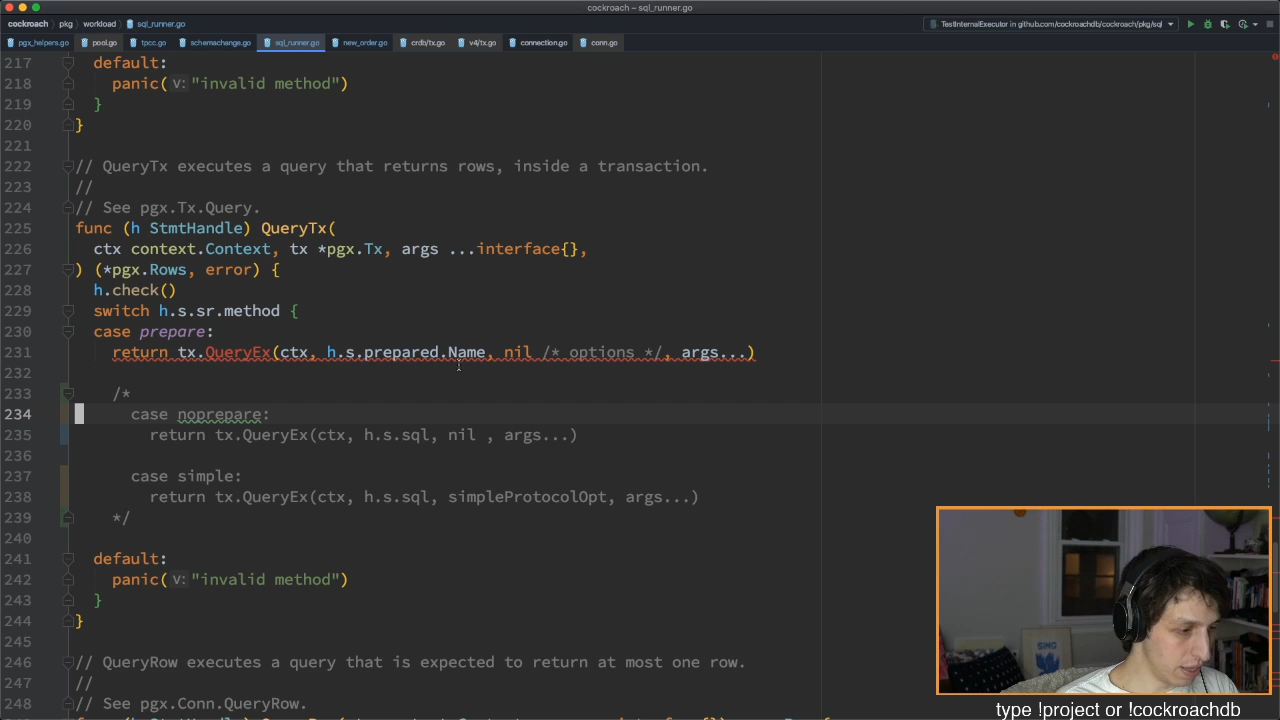 cockroach – sql_runner.go
cockroach › pkg › workload › sql_runner.go
TestInternalExecutor in github.com/cockroachdb/cockroach/pkg/sql
pgx_helpers.go pool.go tpcc.go schemachange.go sql_runner.go new_order.go crdb/tx.go v4/tx.go connection.go conn.go
217 default:
218 panic( v: "invalid method")
219 }
220 }
221
222 // QueryTx executes a query that returns rows, inside a transaction.
223 //
224 // See pgx.Tx.Query.
225 func (h StmtHandle) QueryTx(
226 ctx context.Context, tx *pgx.Tx, args ...interface{},
227 ) (*pgx.Rows, error) {
228 h.check()
229 switch h.s.sr.method {
230 case prepare:
231 return tx.QueryEx(ctx, h.s.prepared.Name, nil /* options */, args...)
232
233 /*
234 case noprepare:
235 return tx.QueryEx(ctx, h.s.sql, nil , args...)
236
237 case simple:
238 return tx.QueryEx(ctx, h.s.sql, simpleProtocolOpt, args...)
239 */
240
241 default:
242 panic( v: "invalid method")
243 }
244 }
245
246 // QueryRow executes a query that is expected to return at most one row.
247 //
248 // See pgx.Conn.QueryRow.
SING
type !project or !cockroachdb